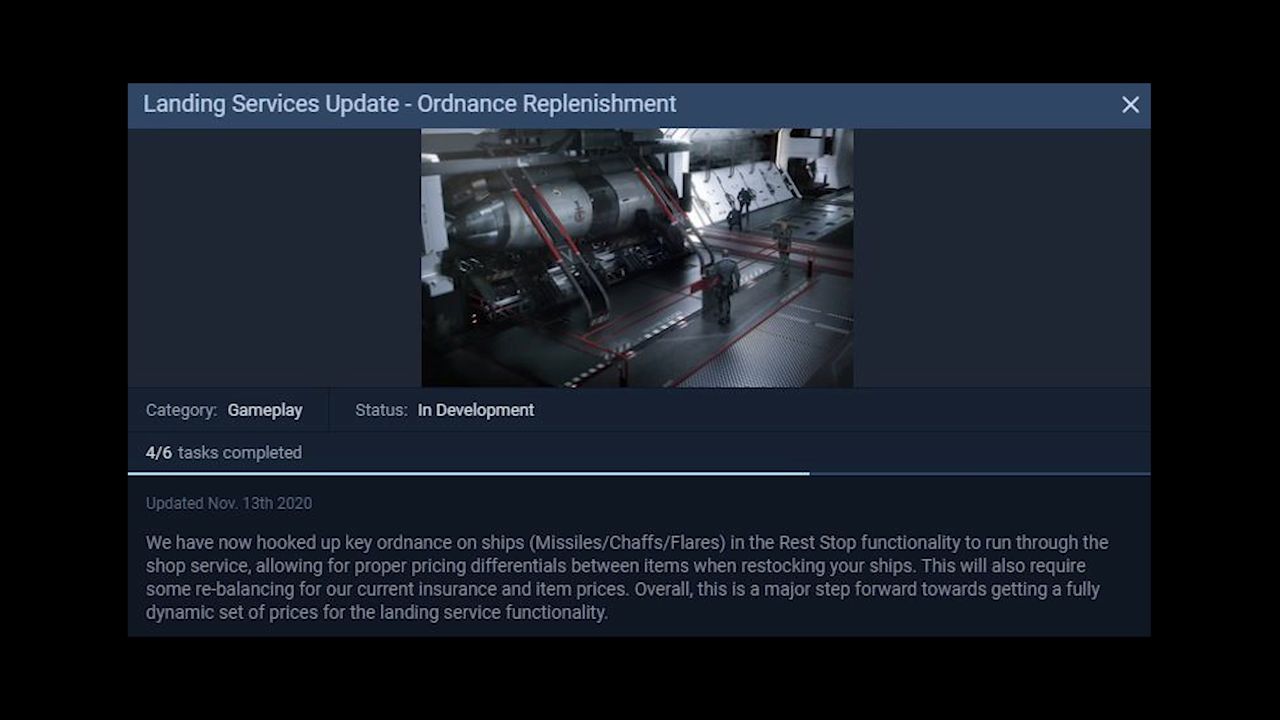 Landing Services Update - Ordnance Replenishment
Category: Gameplay Status: In Development
4/6 tasks completed
Updated Nov. 13th 2020
We have now hooked up key ordnance on ships (Missiles/Chaffs/Flares) in the Rest Stop functionality to run through the
shop service, allowing for proper pricing differentials between items when restocking your ships. This will also require
some re-balancing for our current insurance and item prices. Overall, this is a major step forward towards getting a fully
dynamic set of prices for the landing service functionality.